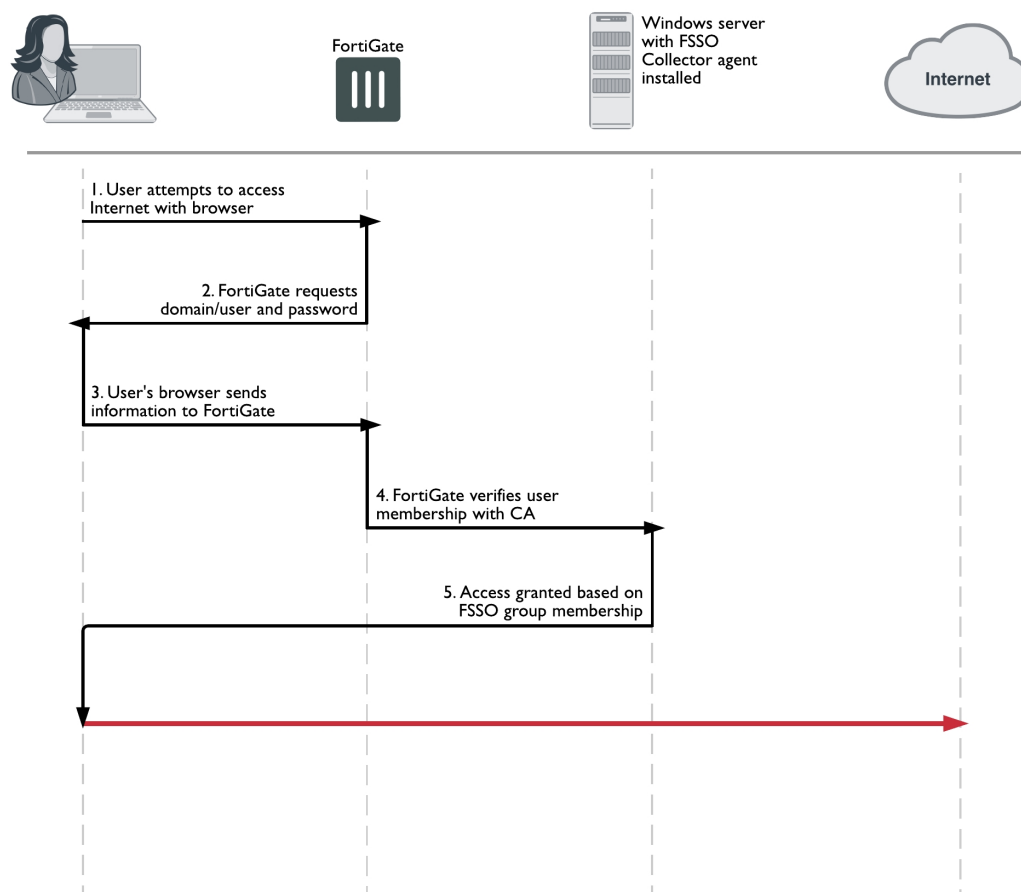 FortiGate
Windows server
with FSSO
Collector agent
installed
Internet
1. User attempts to access
Internet with browser
2. FortiGate requests
domain/user and password
3. User's browser sends
information to FortiGate
4. FortiGate verifies user
membership with CA
5. Access granted based on
FSSO group membership